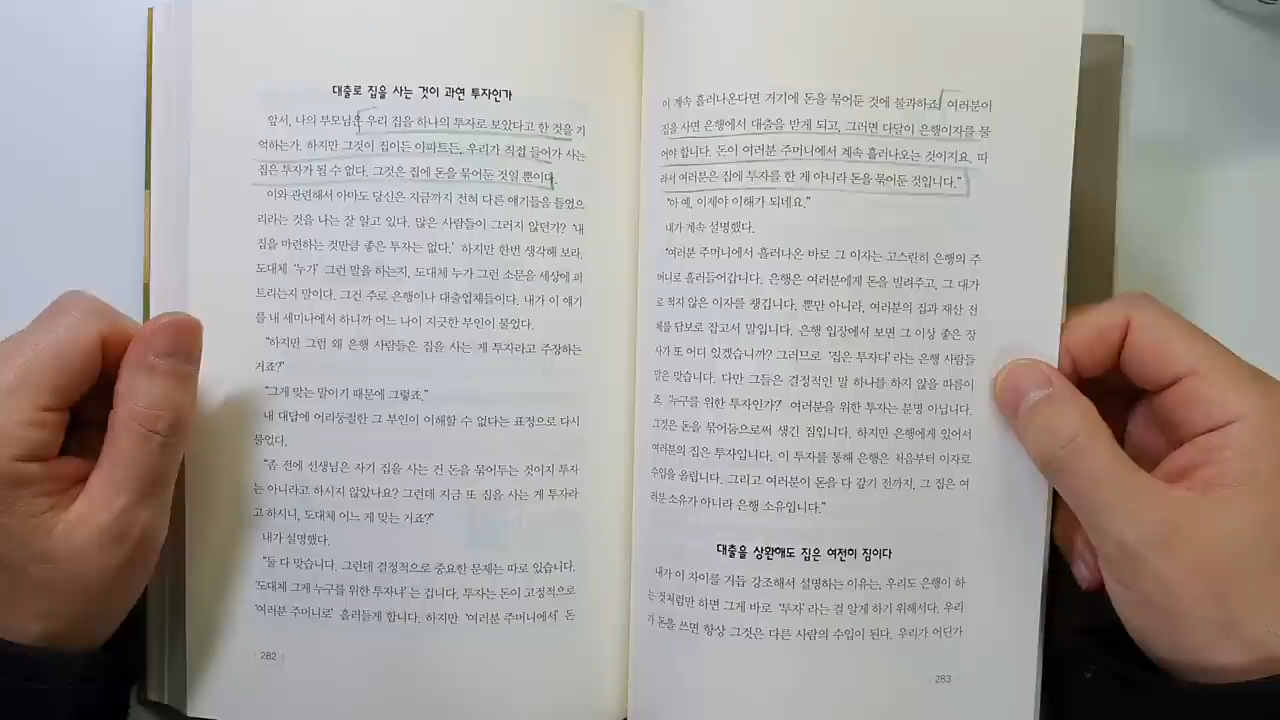 대출로 집을 사는 것이 과연 투자인가
앞서, 나의 부모님은 우리 집을 하나의 투자로 보았다고 한 것을 기
억하는가. 하지만 그것이 집이든 아파트든, 우리가 직접 들어가 사는
집은 투자가 될 수 없다. 그것은 집에 돈을 묶어둔 것일 뿐이다.
이와 관련해서 아마도 당신은 지금까지 전혀 다른 얘기들을 들었으
리라는 것을 나는 잘 알고 있다. 많은 사람들이 그러지 않던가? '내
집을 마련하는 것만큼 좋은 투자는 없다.' 하지만 한번 생각해 보라.
도대체 '누가' 그런 말을 하는지, 도대체 누가 그런 소문을 세상에 퍼
트리는지 말이다. 그건 주로 은행이나 대출업체들이다. 내가 이 얘기
를 내 세미나에서 하니까 어느 나이 지긋한 부인이 물었다.
"하지만 그럼 왜 은행 사람들은 집을 사는 게 투자라고 주장하는
거죠?"
"그게 맞는 말이기 때문에 그렇죠."
내 대답에 어리둥절한 그 부인이 이해할 수 없다는 표정으로 다시
물었다.
"좀 전에 선생님은 자기 집을 사는 건 돈을 묶어두는 것이지 투자
는 아니라고 하시지 않았나요? 그런데 지금 또 집을 사는 게 투자라
고 하시니, 도대체 어느 게 맞는 거죠?"
내가 설명했다.
"둘 다 맞습니다. 그런데 결정적으로 중요한 문제는 따로 있습니다.
'도대체 그게 누구를 위한 투자냐'는 겁니다. 투자는 돈이 고정적으로
'여러분 주머니로' 흘러들게 합니다. 하지만 '여러분 주머니에서' 돈
282
이 계속 흘러나온다면 거기에 돈을 묶어둔 것에 불과하죠. 여러분이
집을 사면 은행에서 대출을 받게 되고, 그러면 다달이 은행이자를 물
어야 합니다. 돈이 여러분 주머니에서 계속 흘러나오는 것이지요. 따
라서 여러분은 집에 투자를 한 게 아니라 돈을 묶어둔 것입니다."
"아 예, 이제야 이해가 되네요."
내가 계속 설명했다.
"여러분 주머니에서 흘러나온 바로 그 이자는 고스란히 은행의 주
머니로 흘러들어갑니다. 은행은 여러분에게 돈을 빌려주고, 그 대가
로 적지 않은 이자를 챙깁니다. 뿐만 아니라, 여러분의 집과 재산 전
체를 담보로 잡고서 말입니다. 은행 입장에서 보면 그 이상 좋은 장
사가 또 어디 있겠습니까? 그러므로 '집은 투자다'라는 은행 사람들
말은 맞습니다. 다만 그들은 결정적인 말 하나를 하지 않을 따름이
죠, '누구를 위한 투자인가?' 여러분을 위한 투자는 분명 아닙니다.
그것은 돈을 묶어둠으로써 생긴 집입니다. 하지만 은행에게 있어서
여러분의 집은 투자입니다. 이 투자를 통해 은행은 처음부터 이자로
수입을 올립니다. 그리고 여러분이 돈을 다 갚기 전까지, 그 집은 여
러분 소유가 아니라 은행 소유입니다."
대출을 상환해도 집은 여전히 집이다
내가 이 차이를 거듭 강조해서 설명하는 이유는, 우리도 은행이 하
는 것처럼만 하면 그게 바로 '투자'라는 걸 알게 하기 위해서다. 우리
가 돈을 쓰면 항상 그것은 다른 사람의 수입이 된다. 우리가 어딘가
283